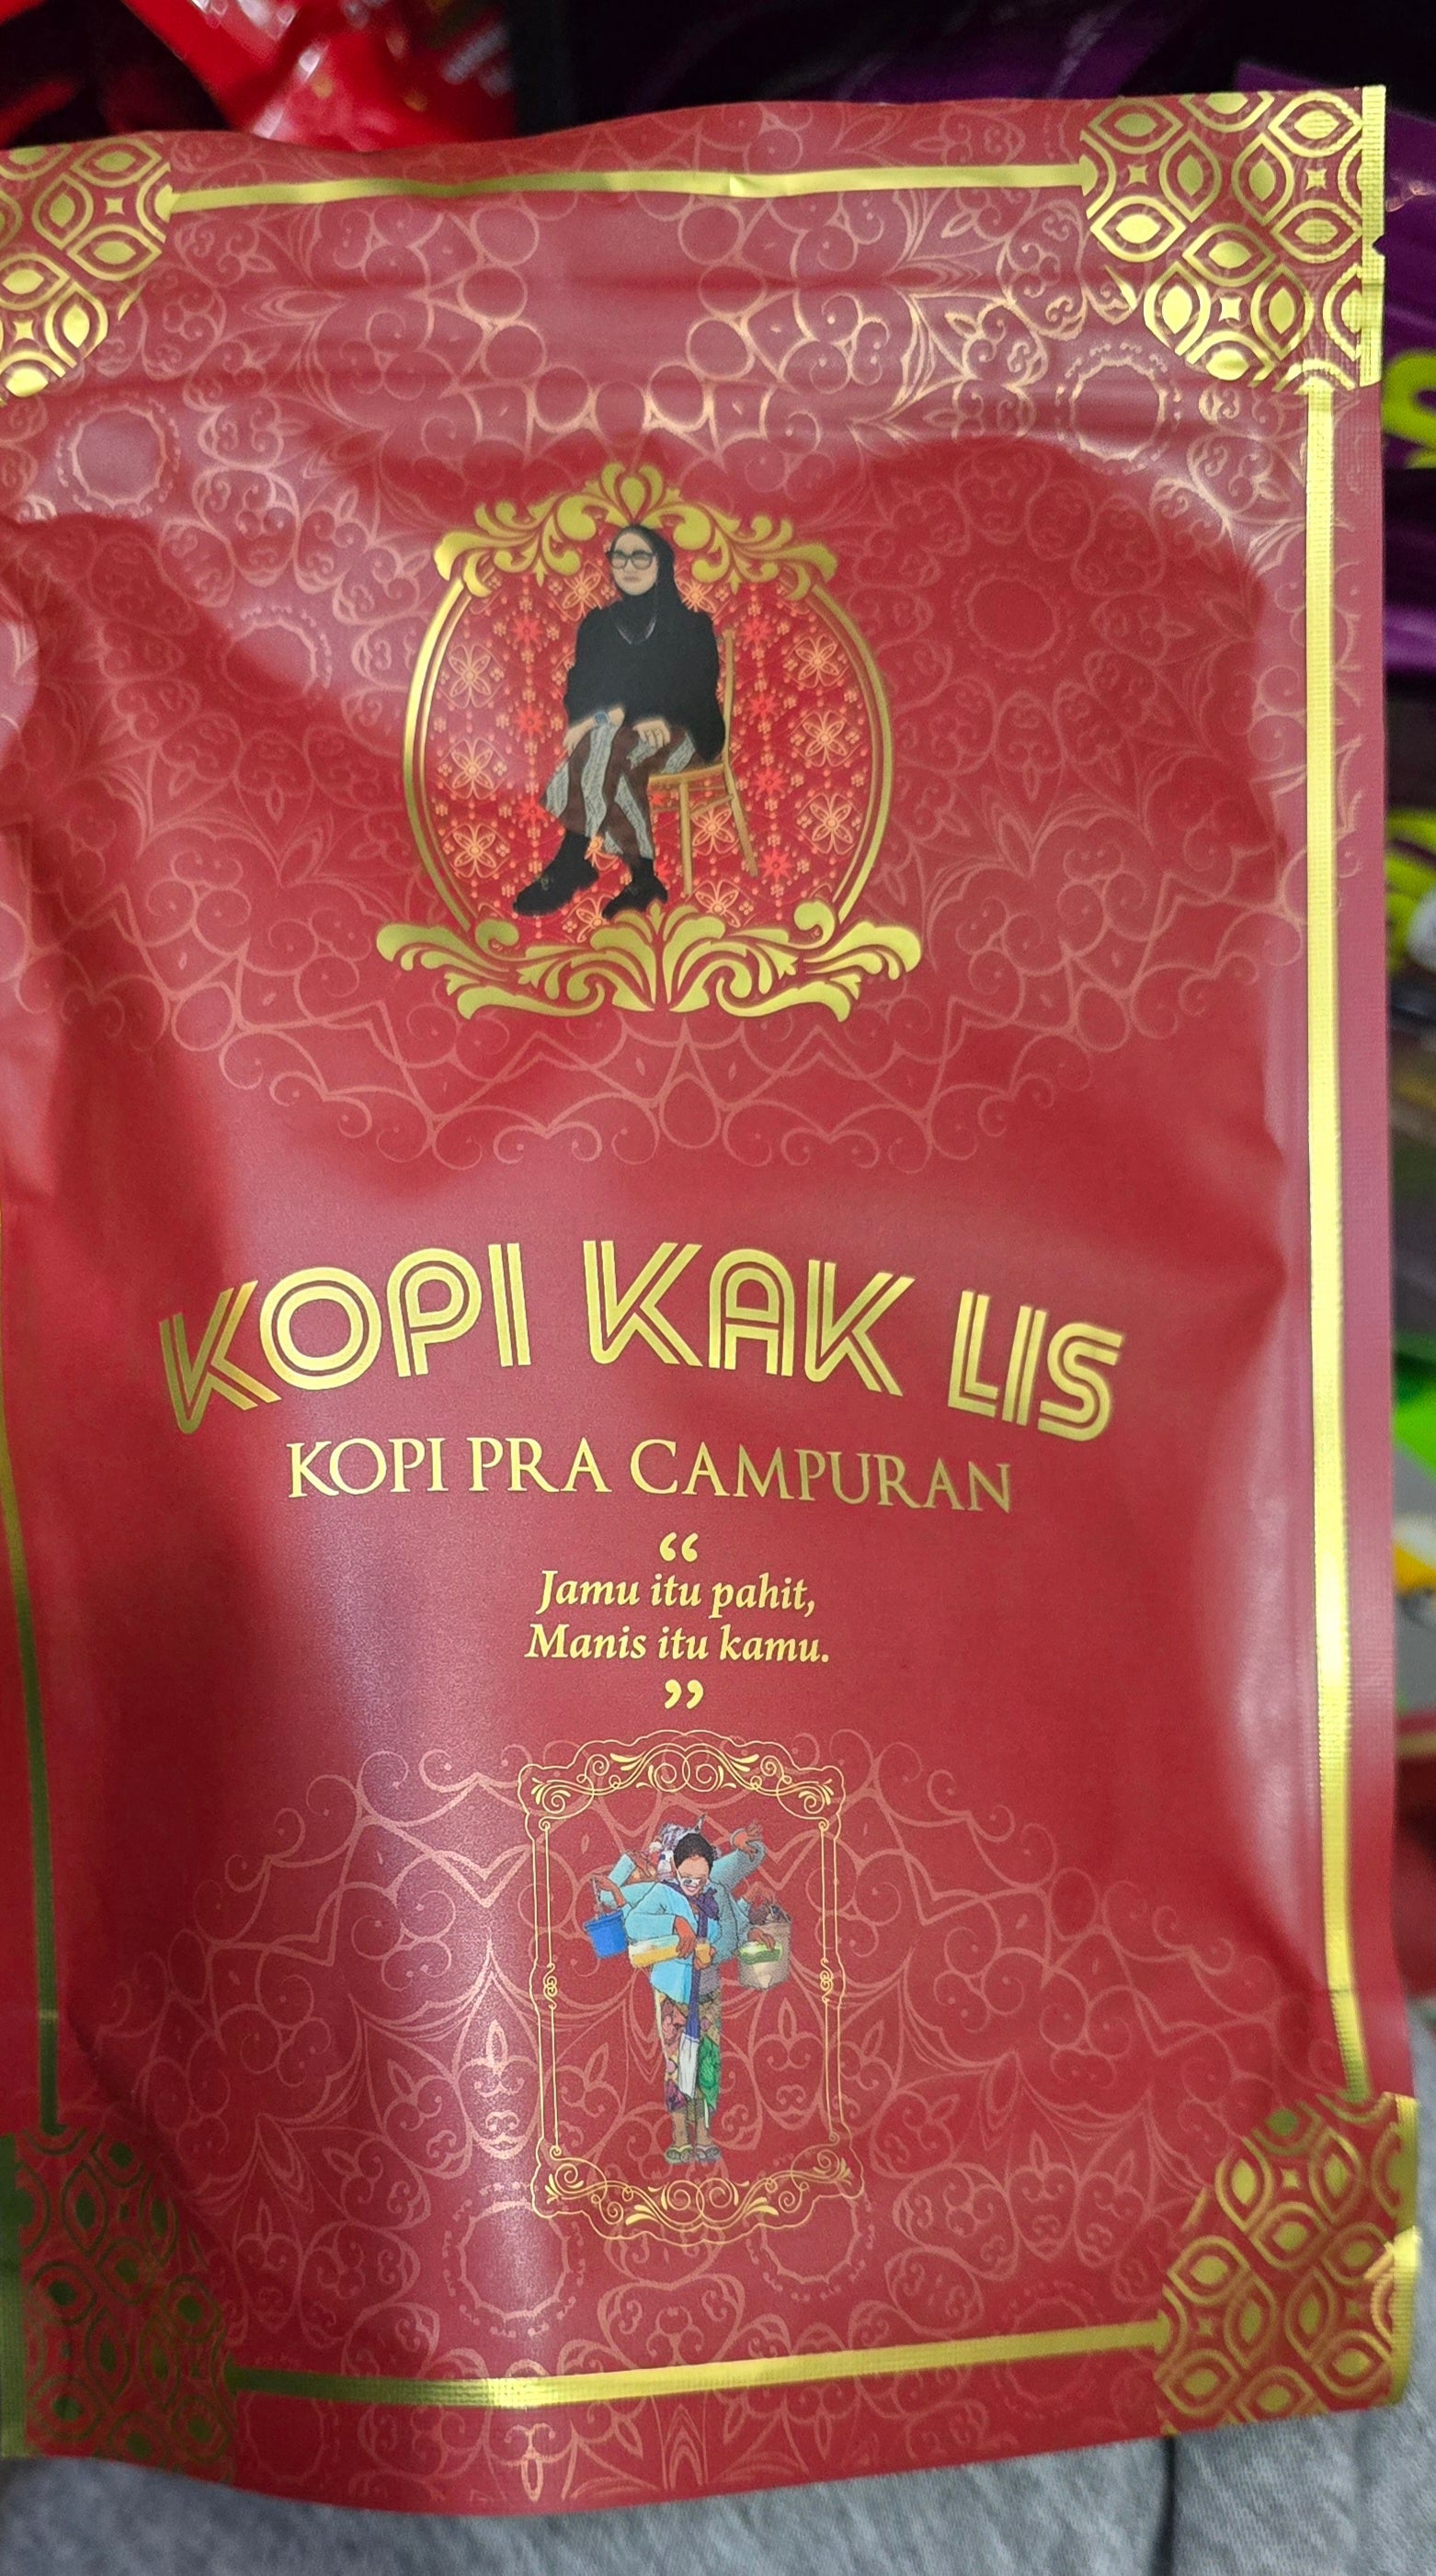 KOPI KAK LIS
KOPI PRA CAMPURAN
“
Jamu itu pahit,
Manis itu kamu.
”